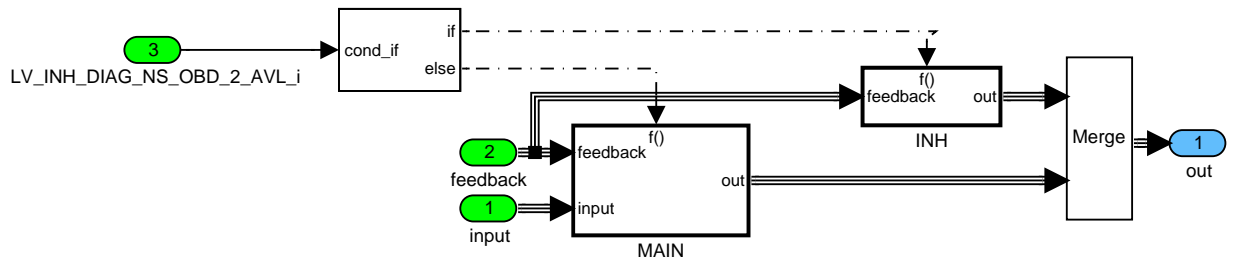 3
LV_INH_DIAG_NS_OBD_2_AVL_i
cond_if
if
else
f()
feedback
out
INH
2
feedback
1
input
f()
feedback
input
out
MAIN
Merge
1
out